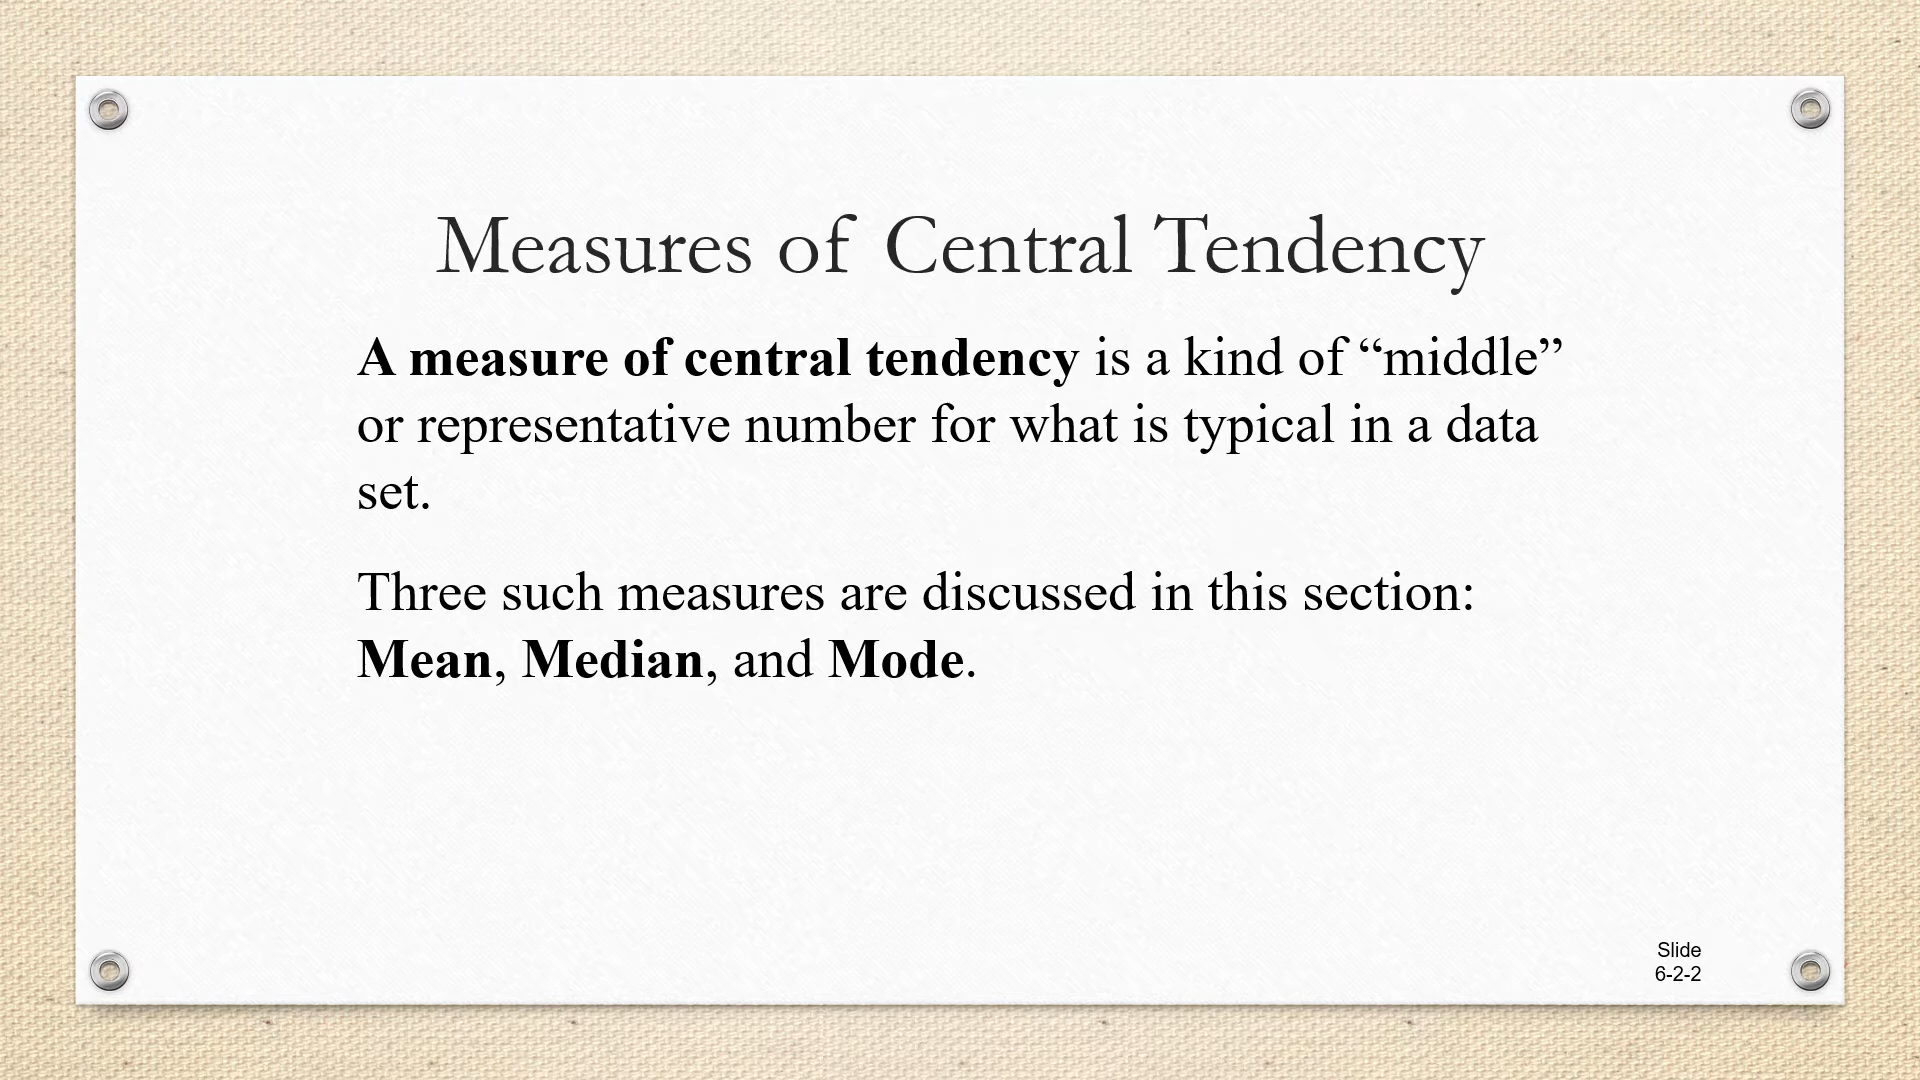 Measures of Central Tendency
A measure of central tendency is a kind of “middle”
or representative number for what is typical in a data
set.
Three such measures are discussed in this section:
Mean, Median, and Mode.
Slide
6-2-2